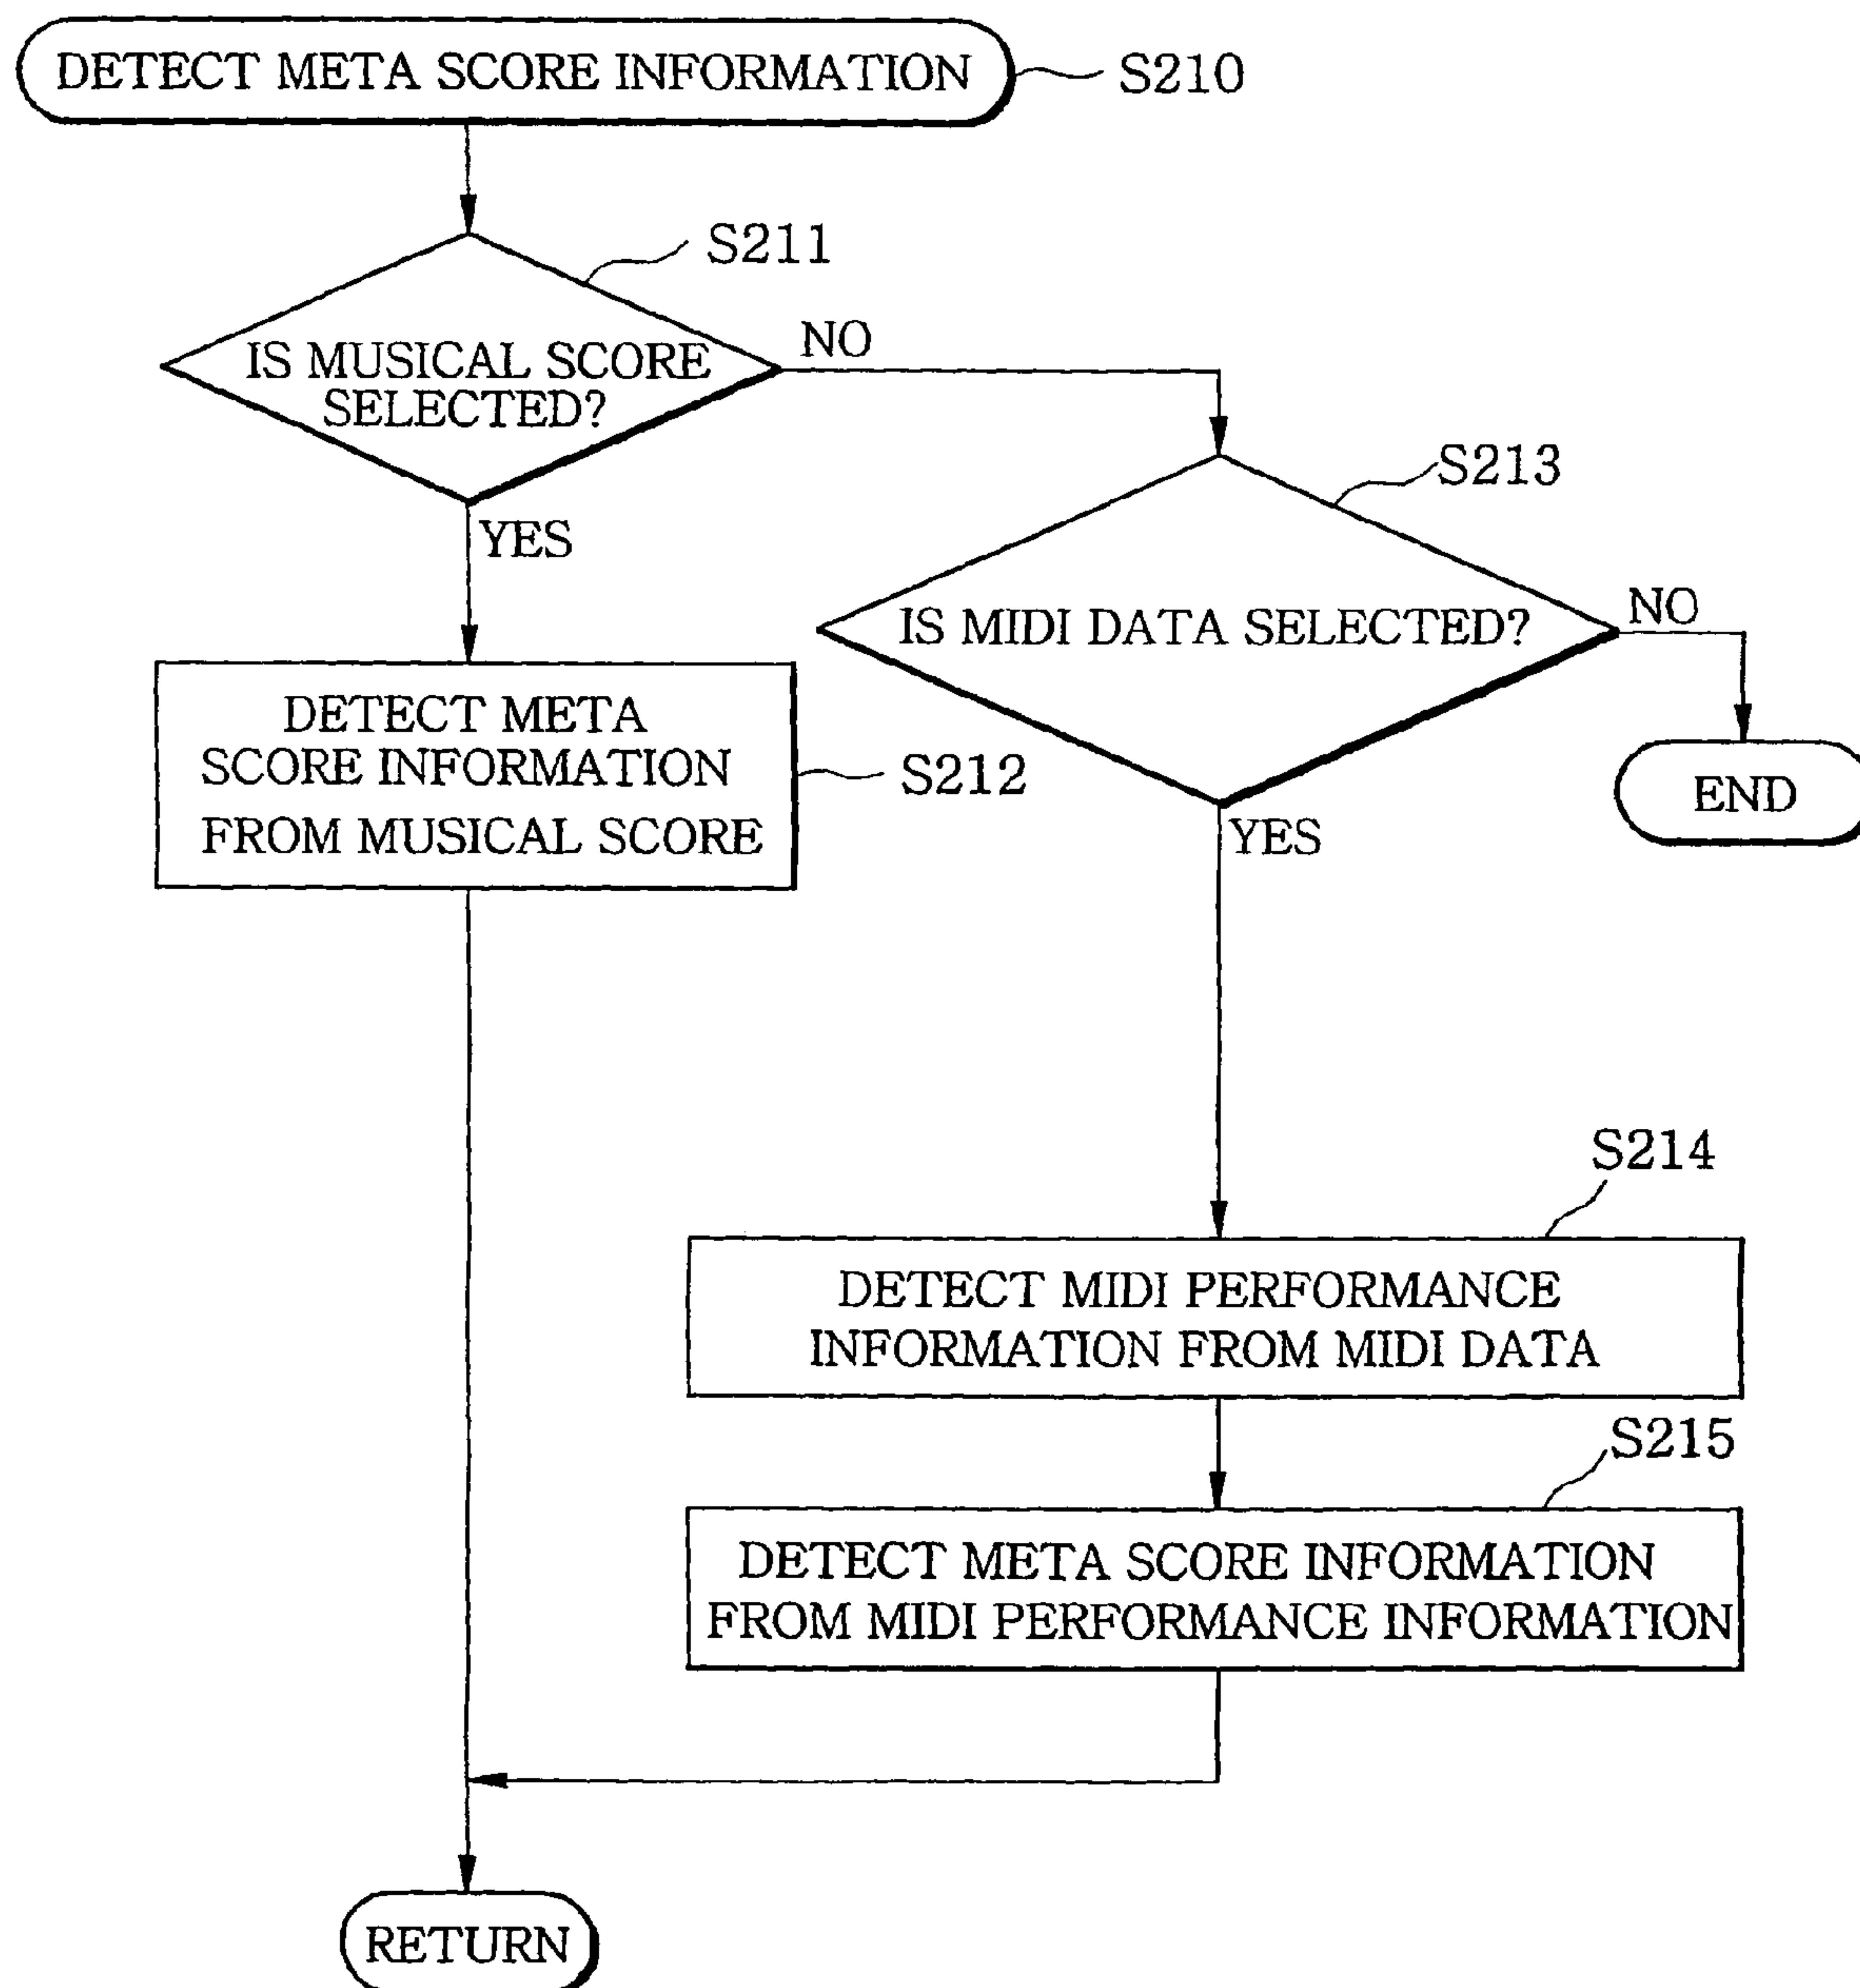 DETECT META SCORE INFORMATION
S210
S211
IS MUSICAL SCORE
SELECTED?
NO
YES
S213
IS MIDI DATA SELECTED?
NO
END
YES
DETECT META
SCORE INFORMATION
FROM MUSICAL SCORE
S212
S214
DETECT MIDI PERFORMANCE
INFORMATION FROM MIDI DATA
S215
DETECT META SCORE INFORMATION
FROM MIDI PERFORMANCE INFORMATION
RETURN